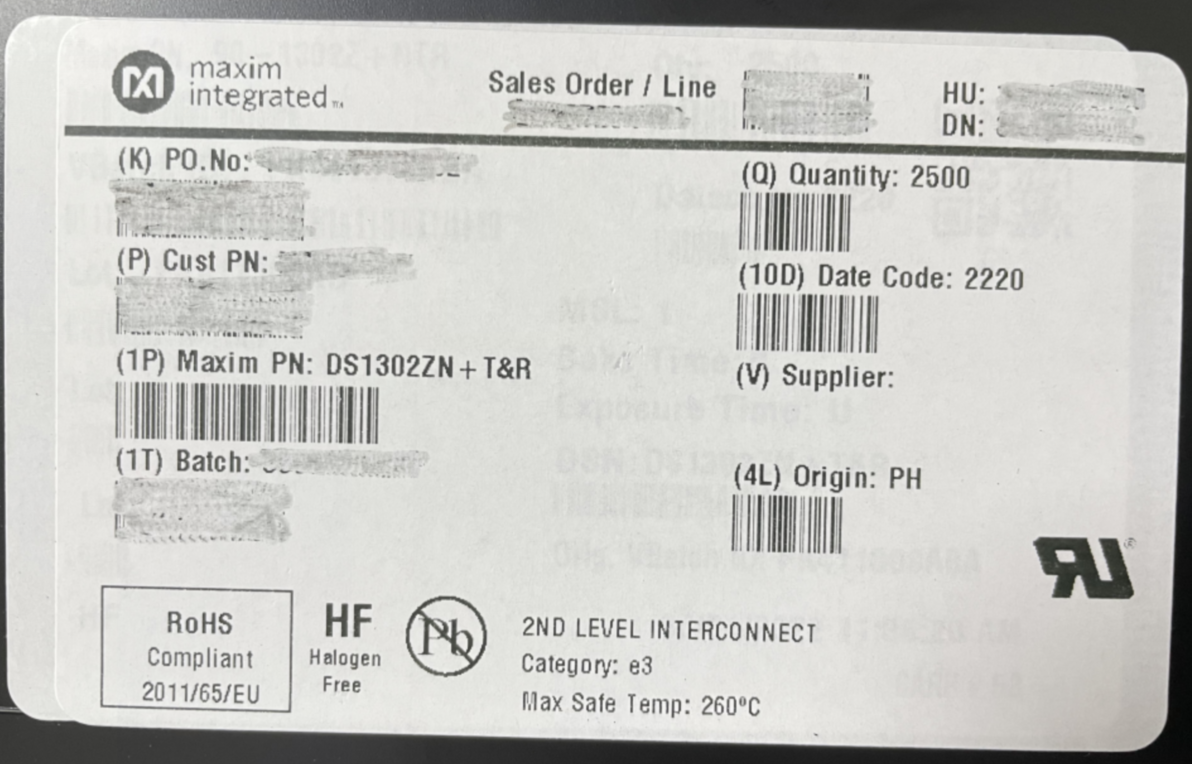 maxim
integrated™
Sales Order / Line
HU:
DN:
(K) PO.No:
(Q) Quantity: 2500
(P) Cust PN:
(10D) Date Code: 2220
(1P) Maxim PN: DS1302ZN+T&R
(V) Supplier:
(1T) Batch:
(4L) Origin: PH
RoHS
Compliant
2011/65/EU
HF
Halogen
Free
Pb
2ND LEVEL INTERCONNECT
Category: e3
Max Safe Temp: 260°C